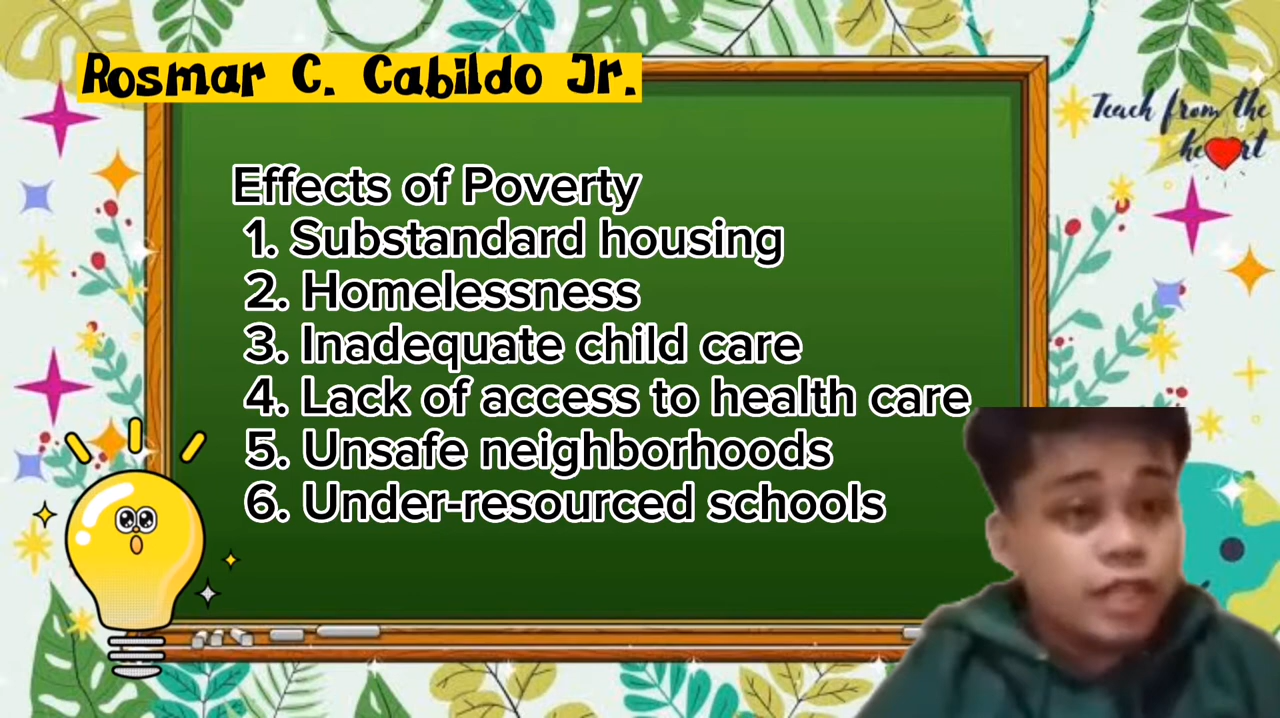 Rosmar C. Cabildo Jr.
Teach from the
heart
Effects of Poverty
1. Substandard housing
2. Homelessness
3. Inadequate child care
4. Lack of access to health care
5. Unsafe neighborhoods
6. Under-resourced schools